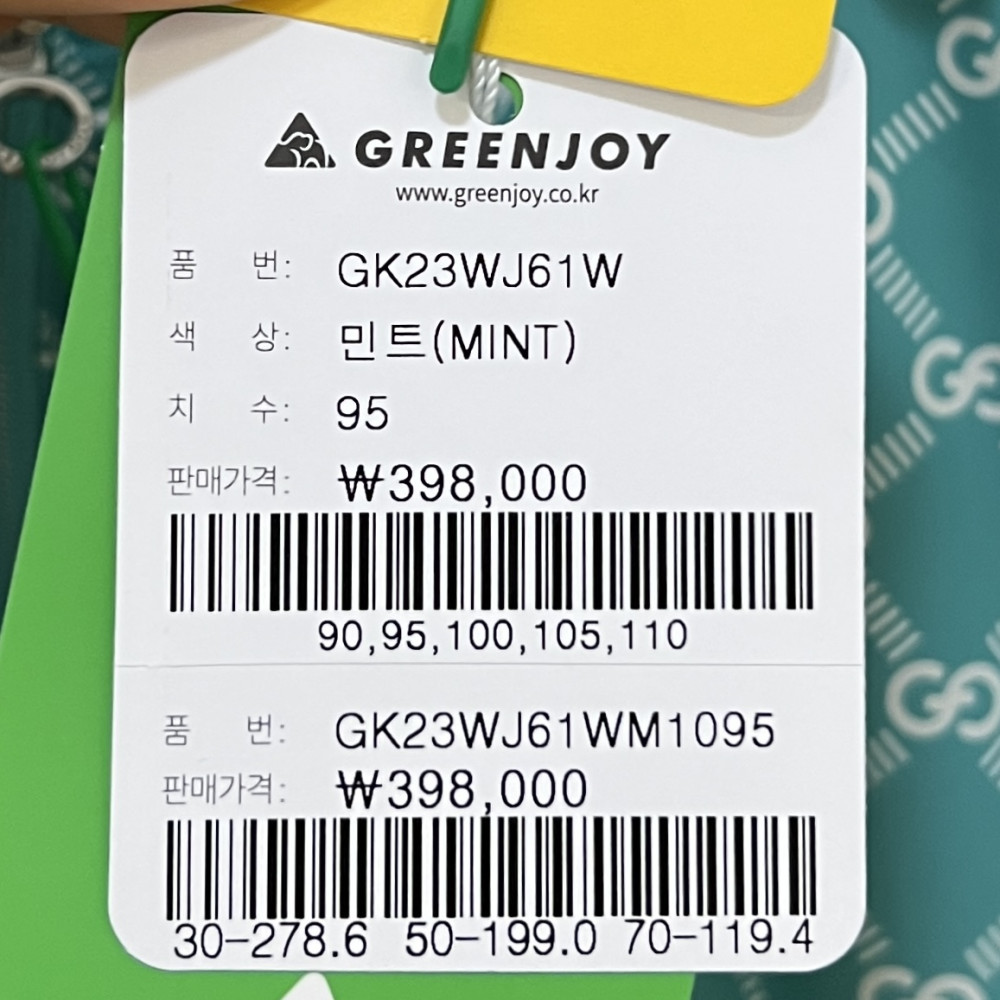 GREENJOY
www.greenjoy.co.kr
품 번: GK23WJ61W
색 상: 민트(MINT)
치 수: 95
판매가격: ₩398,000
90,95,100,105,110
품 번: GK23WJ61WM1095
판매가격: ₩398,000
30-278.6 50-199.0 70-119.4